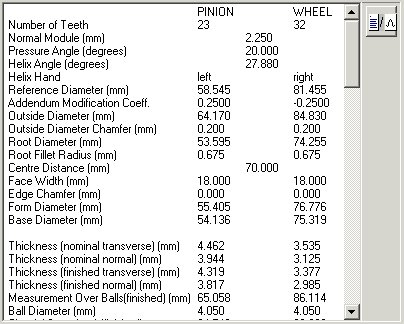 PINION WHEEL
Number of Teeth 23 32
Normal Module (mm) 2.250
Pressure Angle (degrees) 20.000
Helix Angle (degrees) 27.880
Helix Hand left right
Reference Diameter (mm) 58.545 81.455
Addendum Modification Coeff. 0.2500 -0.2500
Outside Diameter (mm) 64.170 84.830
Outside Diameter Chamfer (mm) 0.200 0.200
Root Diameter (mm) 53.595 74.255
Root Fillet Radius (mm) 0.675 0.675
Centre Distance (mm) 70.000
Face Width (mm) 18.000 18.000
Edge Chamfer (mm) 0.000 0.000
Form Diameter (mm) 55.405 76.776
Base Diameter (mm) 54.136 75.319
Thickness (nominal transverse) (mm) 4.462 3.535
Thickness (nominal normal) (mm) 3.944 3.125
Thickness (finished transverse) (mm) 4.319 3.377
Thickness (finished normal) (mm) 3.817 2.985
Measurement Over Balls(finished) (mm) 65.058 86.114
Ball Diameter (mm) 4.050 4.050